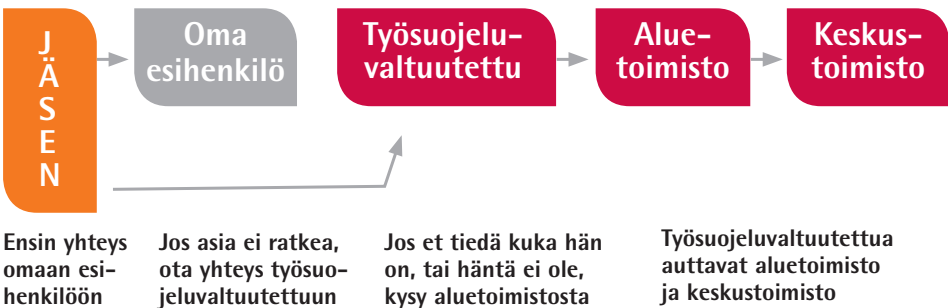 JÄSEN
Oma
esihenkilö
Työsuojelu-
valtuutettu
Alue-
toimisto
Keskus-
toimisto
Ensin yhteys
omaan esi-
henkilöön
Jos asia ei ratkea,
ota yhteys työsuo-
jeluvaltuutettuun
Jos et tiedä kuka hän
on, tai häntä ei ole,
kysy aluetoimistosta
Työsuojeluvaltuutettua
auttavat aluetoimisto
ja keskustoimisto